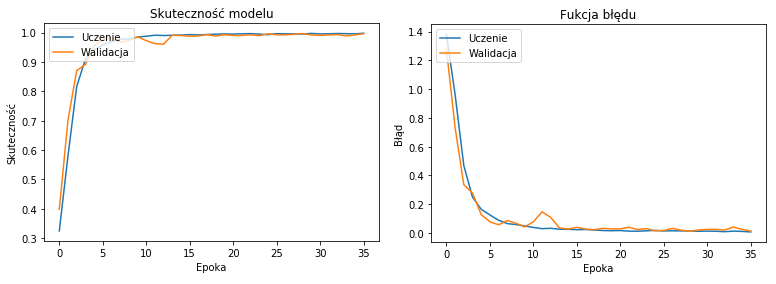 Skuteczność modelu
Uczenie
Walidacja
Skuteczność
1.0
0.9
0.8
0.7
0.6
0.5
0.4
0.3
0 5 10 15 20 25 30 35
Epoka
Fukcja błędu
Uczenie
Walidacja
Błąd
1.4
1.2
1.0
0.8
0.6
0.4
0.2
0.0
0 5 10 15 20 25 30 35
Epoka